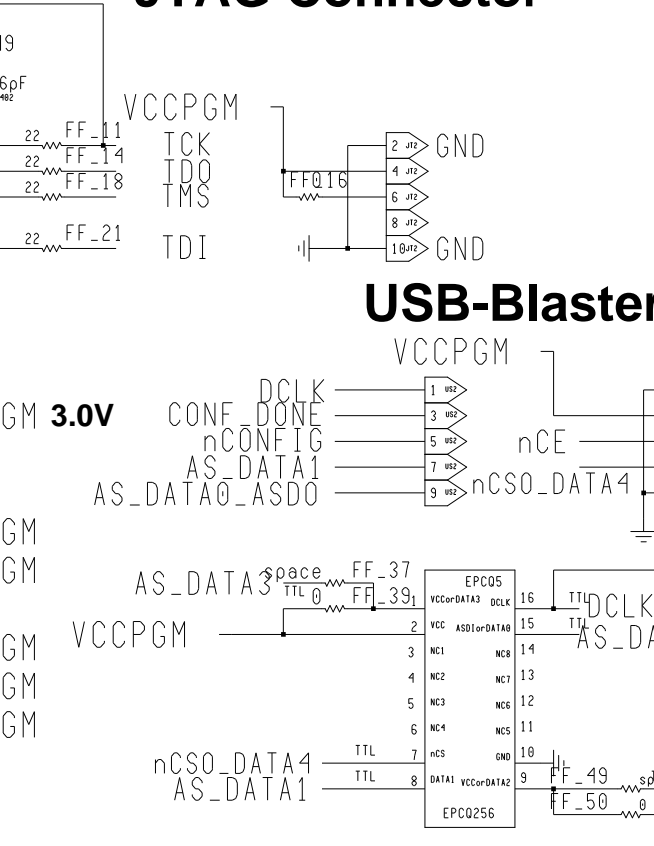 JTAG Connector
VCCPGM
22 FF_11 TCK
22 FF_14 TDO
22 FF_18 TMS
22 FF_21 TDI
2 JT2 GND
4 JT2
6 JT2
8 JT2
10 JT2 GND
USB-Blaster
VCCPGM
GM 3.0V
DCLK 1 US2
CONF_DONE 3 US2
nCONFIG 5 US2
AS_DATA1 7 US2
AS_DATA0_ASDO 9 US2
nCE
nCSO_DATA4
GM
GM
GM
GM
GM
AS_DATA3 space FF_37
TTL 0 FF_39
VCCPGM
EPCQ5
1 VCCorDATA3 DCLK 16 TTL DCLK
2 VCC ASDIorDATA0 15 TTL AS_DA
3 NC1 NC8 14
4 NC2 NC7 13
5 NC3 NC6 12
6 NC4 NC5 11
nCSO_DATA4 TTL 7 nCS GND 10
AS_DATA1 TTL 8 DATA1 VCCorDATA2 9
FF_49 sp
FF_50 0
EPCQ256